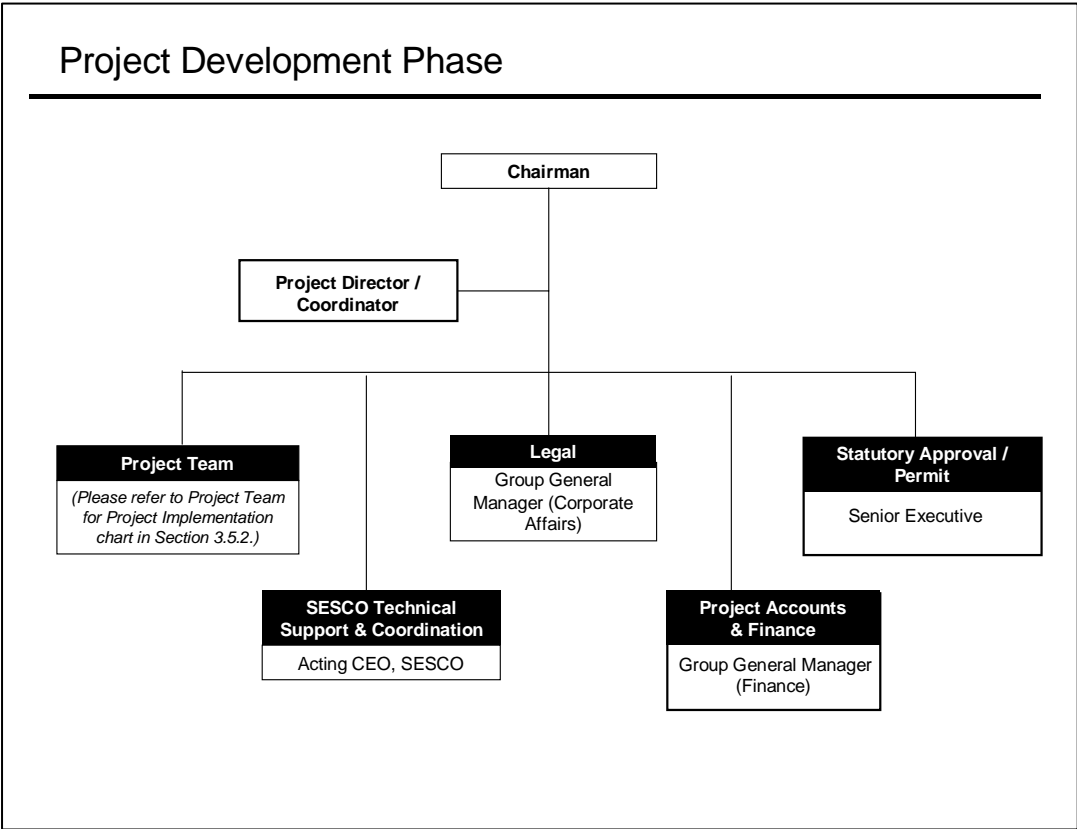 Project Development Phase
Chairman
Project Director /
Coordinator
Project Team
(Please refer to Project Team
for Project Implementation
chart in Section 3.5.2.)
Legal
Group General
Manager (Corporate
Affairs)
Statutory Approval /
Permit
Senior Executive
SESCO Technical
Support & Coordination
Acting CEO, SESCO
Project Accounts
& Finance
Group General Manager
(Finance)